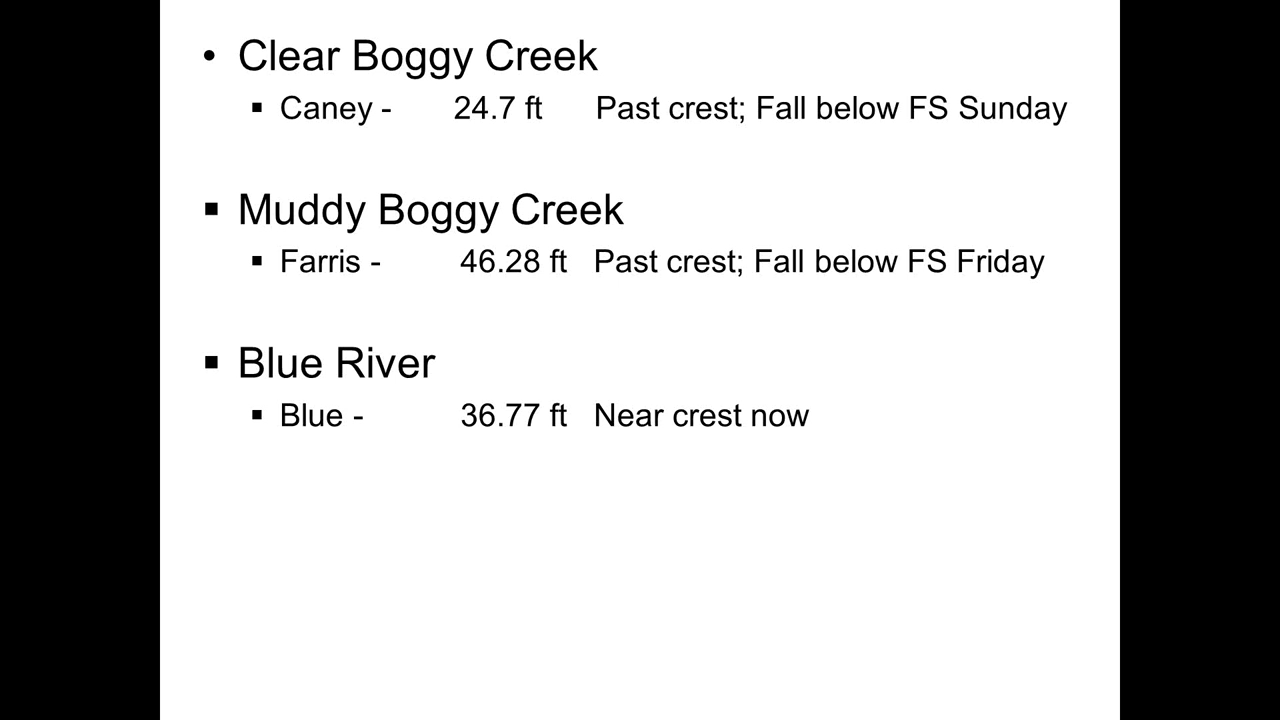 • Clear Boggy Creek
▪ Caney - 24.7 ft Past crest; Fall below FS Sunday
▪ Muddy Boggy Creek
▪ Farris - 46.28 ft Past crest; Fall below FS Friday
▪ Blue River
▪ Blue - 36.77 ft Near crest now